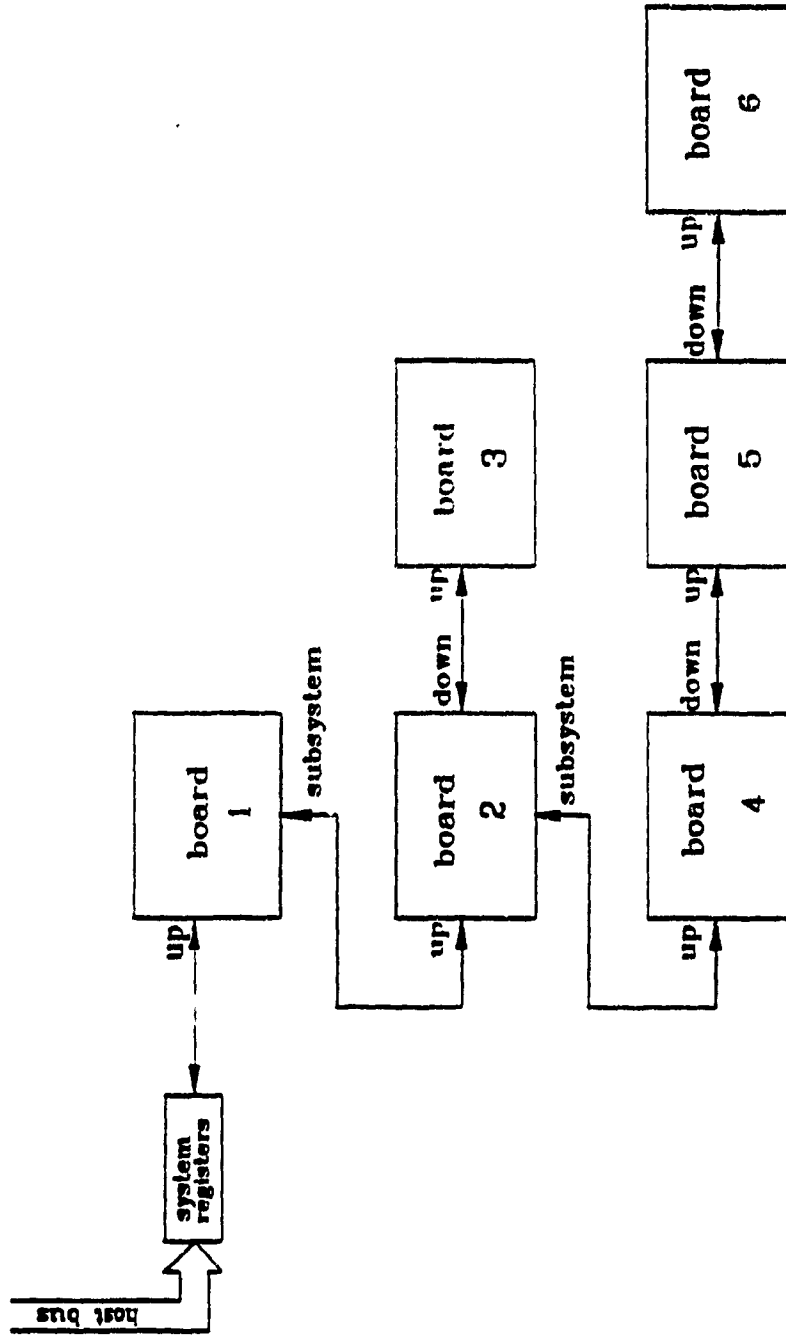 host bus
system
registers
up
board
1
subsystem
up
board
2
down
up
board
3
subsystem
up
board
4
down
up
board
5
down
up
board
6